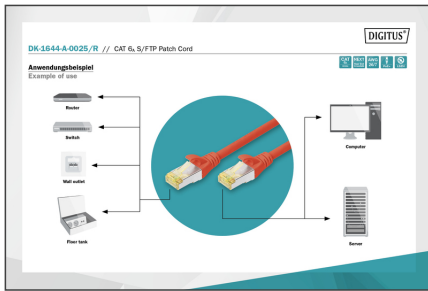 DIGITUS®
DK-1644-A-0025/R // CAT 6A S/FTP Patch Cord
Anwendungsbeispiel
Example of use
Router
Switch
Wall outlet
Floor tank
Computer
Server